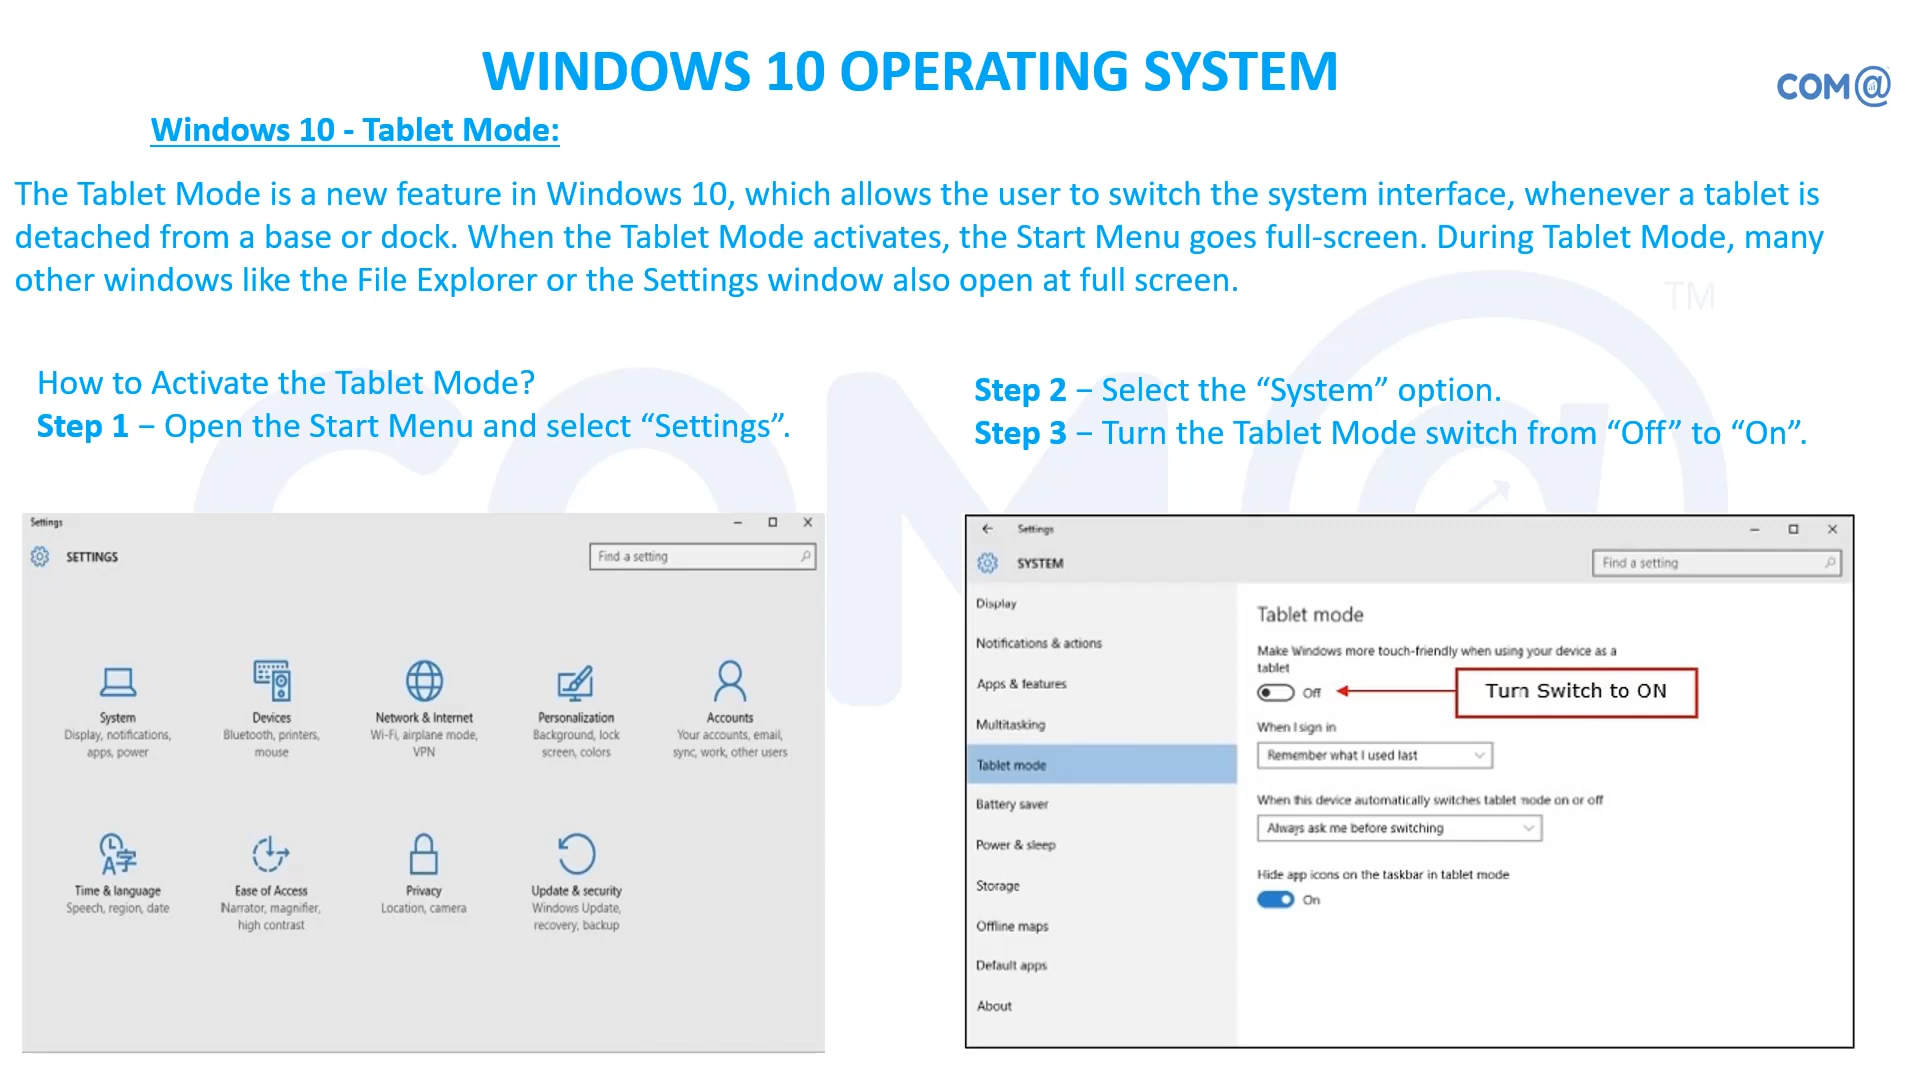 WINDOWS 10 OPERATING SYSTEM
COM@
Windows 10 - Tablet Mode:
The Tablet Mode is a new feature in Windows 10, which allows the user to switch the system interface, whenever a tablet is
detached from a base or dock. When the Tablet Mode activates, the Start Menu goes full-screen. During Tablet Mode, many
other windows like the File Explorer or the Settings window also open at full screen.
TM
How to Activate the Tablet Mode?
Step 1 – Open the Start Menu and select “Settings”.
Step 2 – Select the “System” option.
Step 3 – Turn the Tablet Mode switch from “Off” to “On”.
COM@
Settings
SETTINGS
Find a setting
System
Display, notifications,
apps, power
Devices
Bluetooth, printers,
mouse
Network & Internet
Wi-Fi, airplane mode,
VPN
Personalization
Background, lock
screen, colors
Accounts
Your accounts, email,
sync, work, other users
Time & language
Speech, region, date
Ease of Access
Narrator, magnifier,
high contrast
Privacy
Location, camera
Update & security
Windows Update,
recovery, backup
Settings
SYSTEM
Find a setting
Display
Notifications & actions
Apps & features
Multitasking
Tablet mode
Battery saver
Power & sleep
Storage
Offline maps
Default apps
About
Tablet mode
Make Windows more touch-friendly when using your device as a
tablet
Off
Turn Switch to ON
When I sign in
Remember what I used last
When this device automatically switches tablet mode on or off
Always ask me before switching
Hide app icons on the taskbar in tablet mode
On